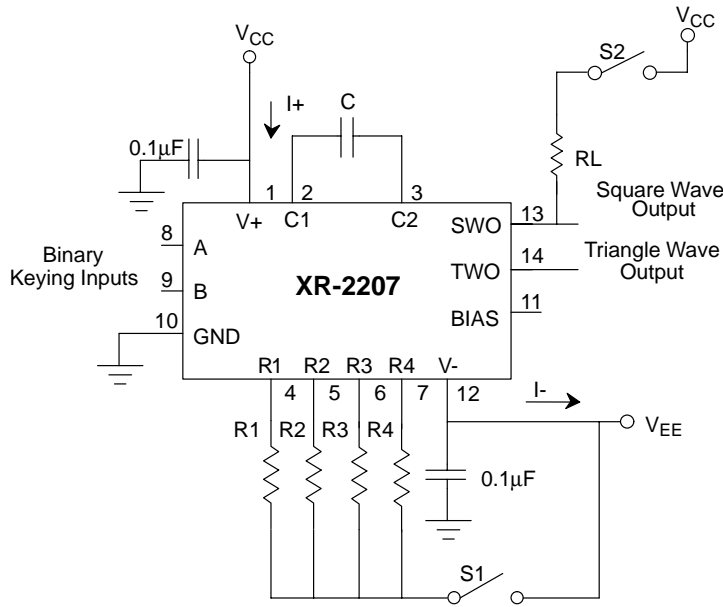 VCC
S2
VCC
I+
C
0.1µF
RL
1
2
3
V+
C1
C2
SWO
13
Square Wave
Output
8
A
TWO
14
Triangle Wave
Output
Binary
Keying Inputs
9
B
XR-2207
BIAS
11
10
GND
R1
R2
R3
R4
V-
4
5
6
7
12
I-
R1
R2
R3
R4
VEE
0.1µF
S1